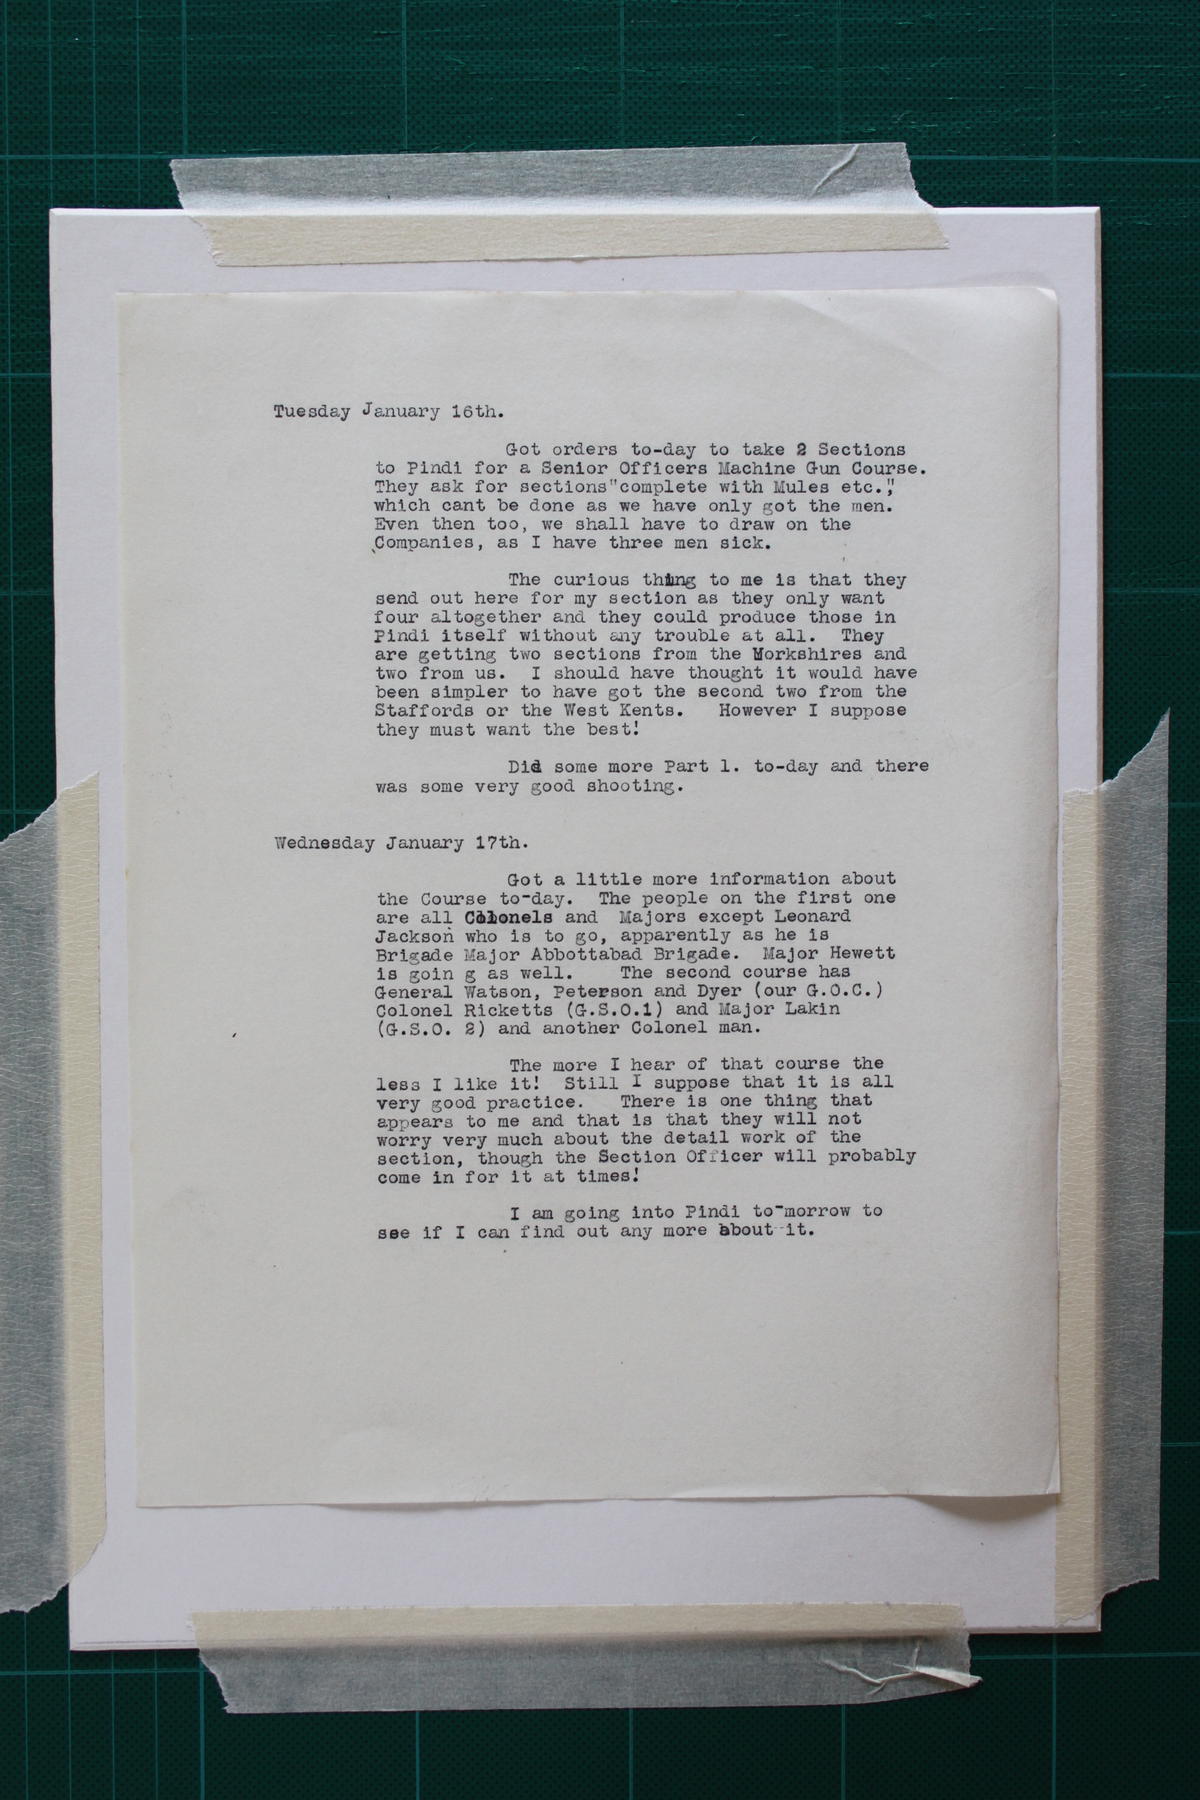 Tuesday January 16th.
Got orders to-day to take 2 Sections
to Pindi for a Senior Officers Machine Gun Course.
They ask for sections"complete with Mules etc.",
which cant be done as we have only got the men.
Even then too, we shall have to draw on the
Companies, as I have three men sick.
The curious thing to me is that they
send out here for my section as they only want
four altogether and they could produce those in
Pindi itself without any trouble at all.  They
are getting two sections from the Yorkshires and
two from us.  I should have thought it would have
been simpler to have got the second two from the
Staffords or the West Kents.   However I suppose
they must want the best!
Did some more Part 1. to-day and there
was some very good shooting.
Wednesday January 17th.
Got a little more information about
the Course to-day.  The people on the first one
are all Colonels and  Majors except Leonard
Jackson who is to go, apparently as he is
Brigade Major Abbottabad Brigade.  Major Hewett
is goin g as well.    The second course has
General Watson, Peterson and Dyer (our G.O.C.)
Colonel Ricketts (G.S.O.1) and Major Lakin
(G.S.O. 2) and another Colonel man.
The more I hear of that course the
less I like it!  Still I suppose that it is all
very good practice.   There is one thing that
appears to me and that is that they will not
worry very much about the detail work of the
section, though the Section Officer will probably
come in for it at times!
I am going into Pindi to-morrow to
see if I can find out any more about it.